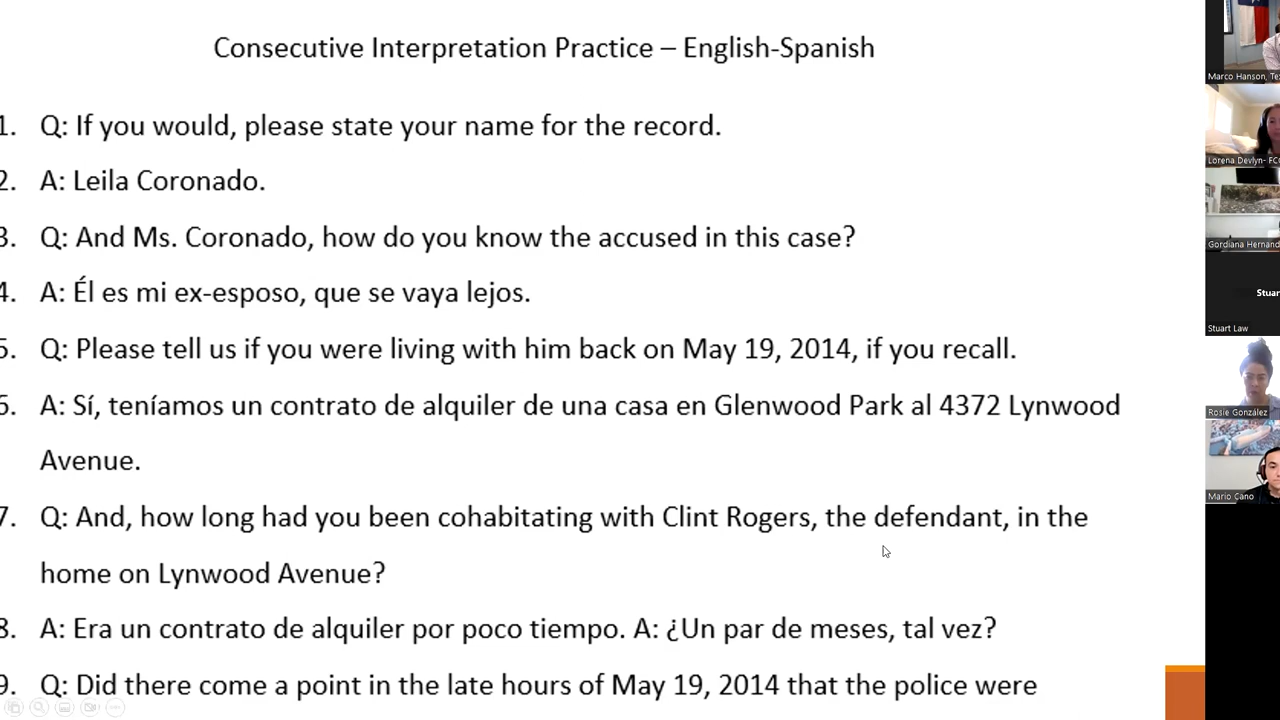 Consecutive Interpretation Practice – English-Spanish
1. Q: If you would, please state your name for the record.
2. A: Leila Coronado.
3. Q: And Ms. Coronado, how do you know the accused in this case?
4. A: Él es mi ex-esposo, que se vaya lejos.
5. Q: Please tell us if you were living with him back on May 19, 2014, if you recall.
6. A: Sí, teníamos un contrato de alquiler de una casa en Glenwood Park al 4372 Lynwood
Avenue.
7. Q: And, how long had you been cohabitating with Clint Rogers, the defendant, in the
home on Lynwood Avenue?
8. A: Era un contrato de alquiler por poco tiempo. A: ¿Un par de meses, tal vez?
9. Q: Did there come a point in the late hours of May 19, 2014 that the police were
Marco Hanson,
Lorena Devlyn-
Gordiana
Stuart Law
Rosie González
Mario Cano